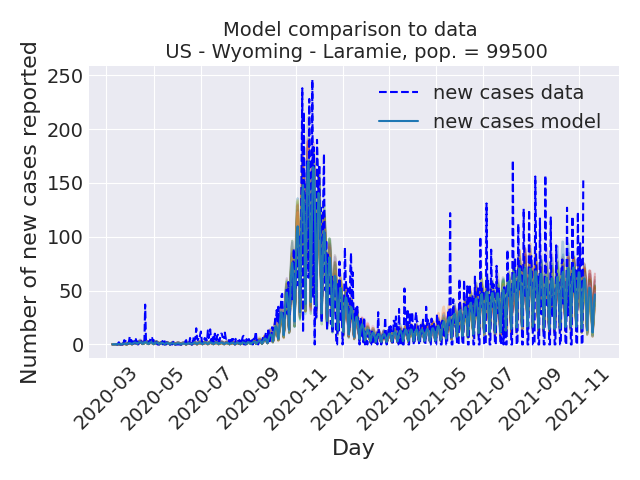 Model comparison to data
US - Wyoming - Laramie, pop. = 99500
Number of new cases reported
250
200
150
100
50
0
new cases data
new cases model
2020-03
2020-05
2020-07
2020-09
2020-11
2021-01
2021-03
2021-05
2021-07
2021-09
2021-11
Day